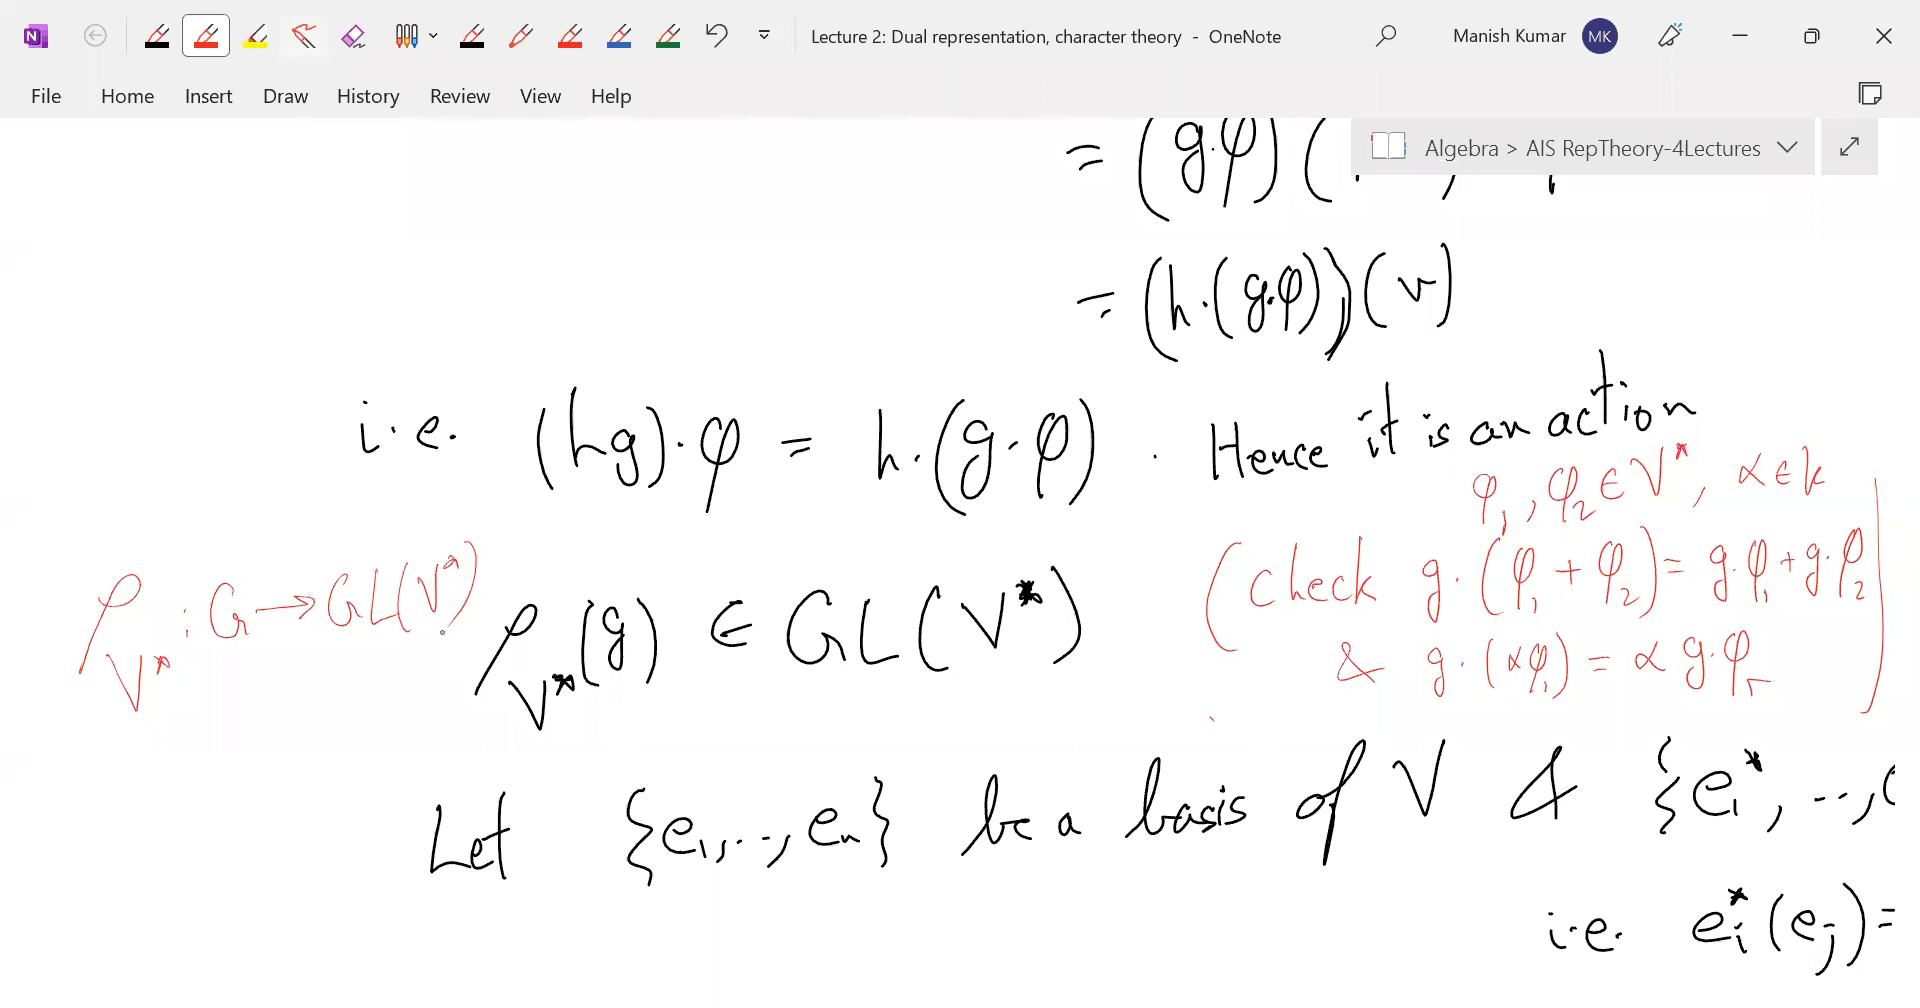 Lecture 2: Dual representation, character theory - OneNote
Manish Kumar MK
File Home Insert Draw History Review View Help
Algebra > AIS RepTheory-4Lectures
= (g.φ)(
= (h.(g.φ))(v)
i.e. (hg).φ = h.(g.φ). Hence it is an action
φ₁, φ₂ ∈ V*, α ∈ k
(Check g.(φ₁ + φ₂) = g.φ₁ + g.φ₂
& g.(αφ₁) = α g.φ₁)
ρ_V* : G → GL(V*)
ρ_V*(g) ∈ GL(V*)
Let {e₁,..,eₙ} be a basis of V & {e₁*, ..,
i.e. eᵢ*(eⱼ) =